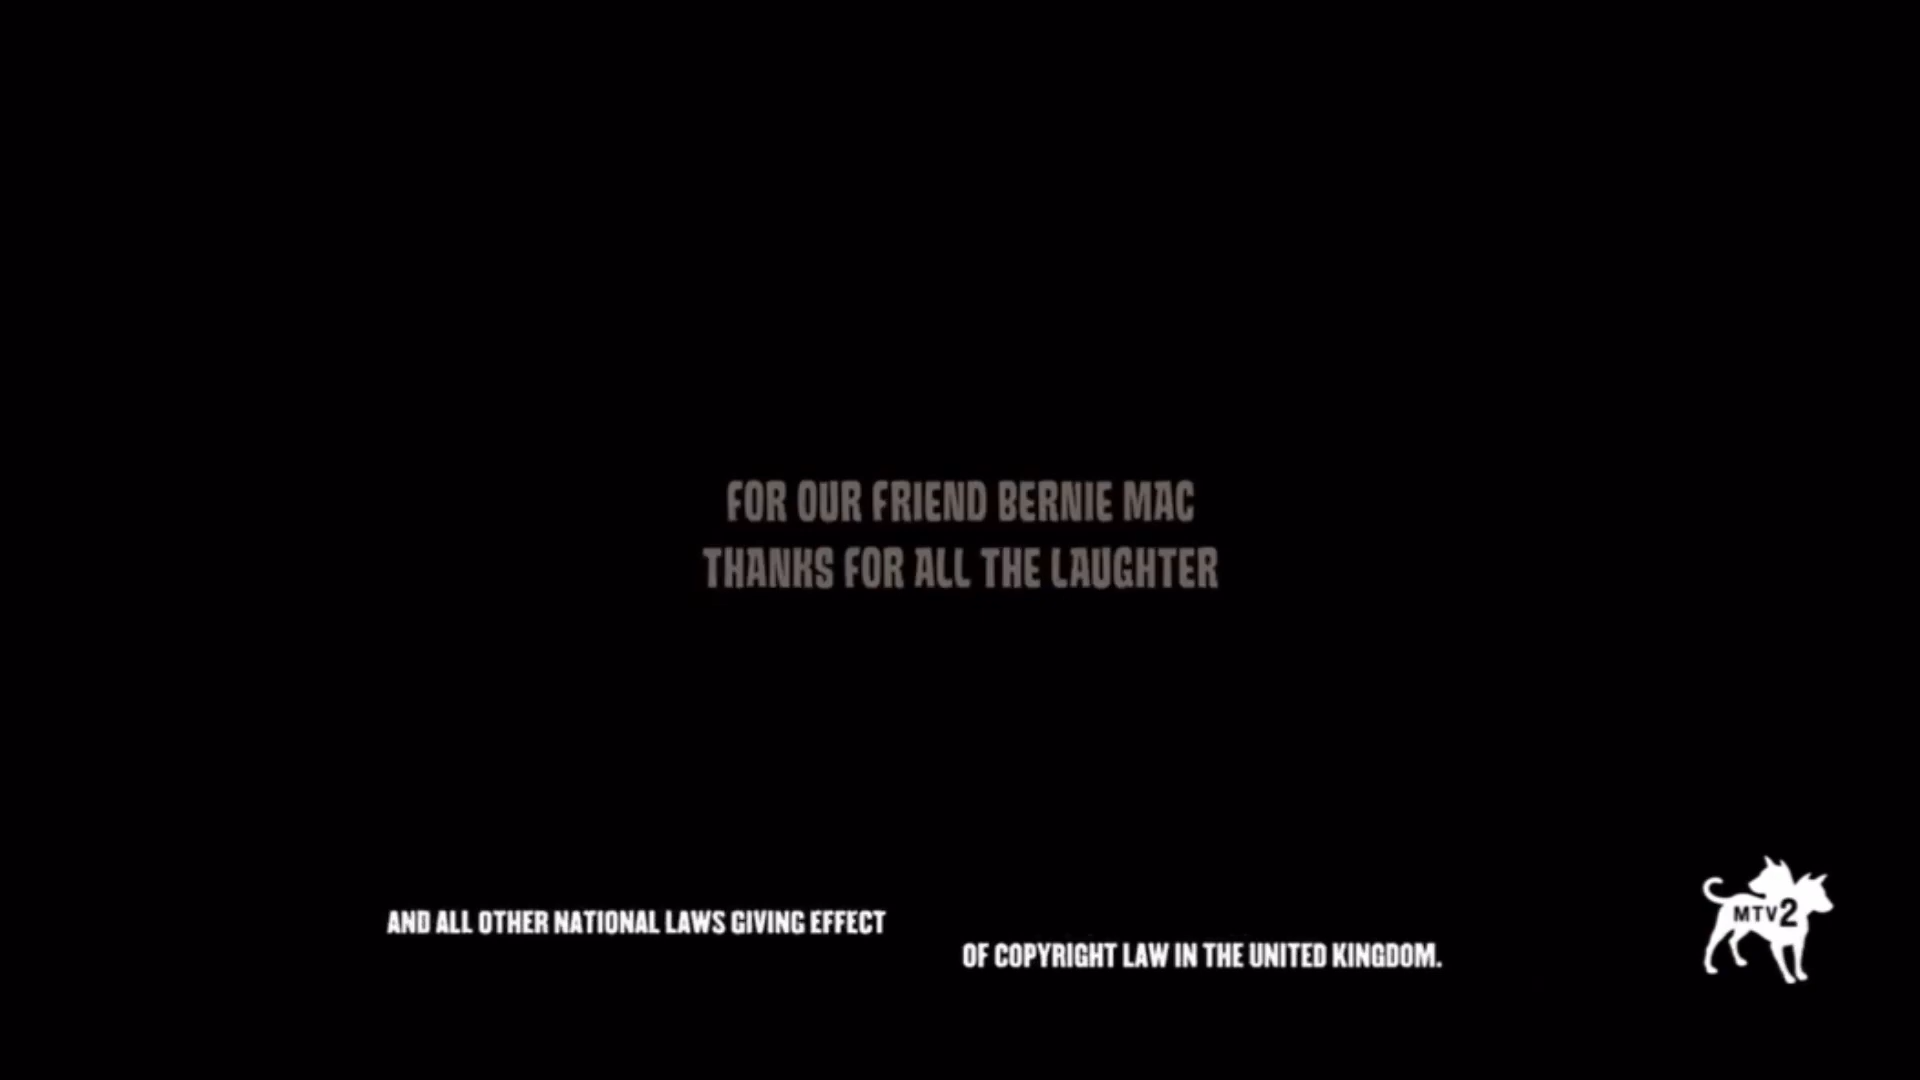 FOR OUR FRIEND BERNIE MAC
THANKS FOR ALL THE LAUGHTER
AND ALL OTHER NATIONAL LAWS GIVING EFFECT
OF COPYRIGHT LAW IN THE UNITED KINGDOM.
MTV2